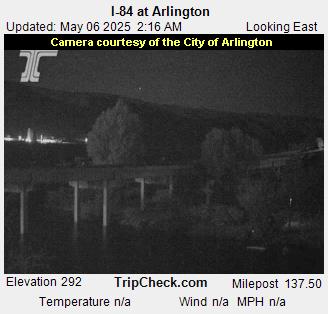 I-84 at Arlington
Updated: May 06 2025 2:16 AM Looking East
Camera courtesy of the City of Arlington
Elevation 292 TripCheck.com Milepost 137.50
Temperature n/a Wind n/a MPH n/a